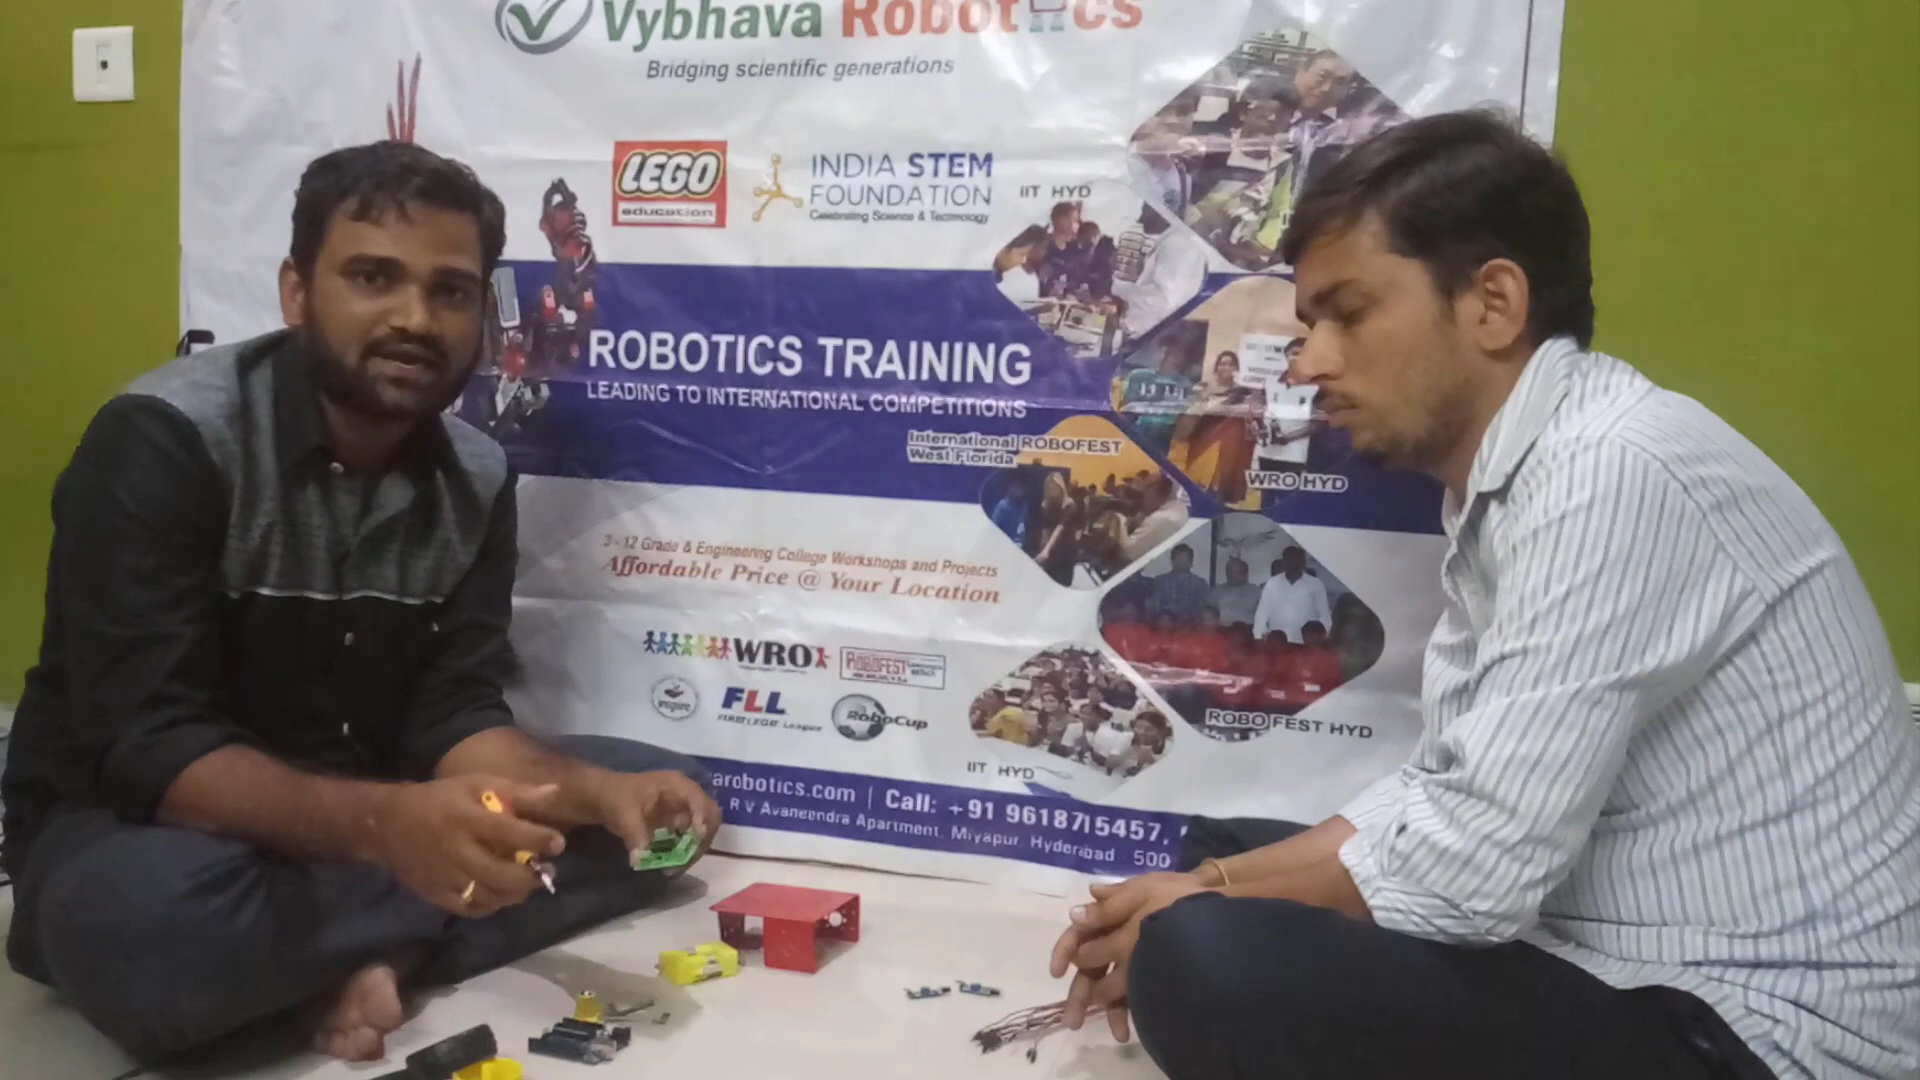 Vybhava Robotics
Bridging scientific generations
LEGO
education
INDIA STEM
FOUNDATION
Celebrating Science & Technology
IIT HYD
ROBOTICS TRAINING
LEADING TO INTERNATIONAL COMPETITIONS
International ROBOFEST
West Florida
WRO HYD
3-12 Grade & Engineering College Workshops and Projects
Affordable Price @ Your Location
WRO
ROBOFEST
inspire
FLL
FIRST LEGO League
RoboCup
ROBO FEST HYD
IIT HYD
arobotics.com | Call: +91 9618715457,
R V Avaneendra Apartment, Miyapur, Hyderabad 500